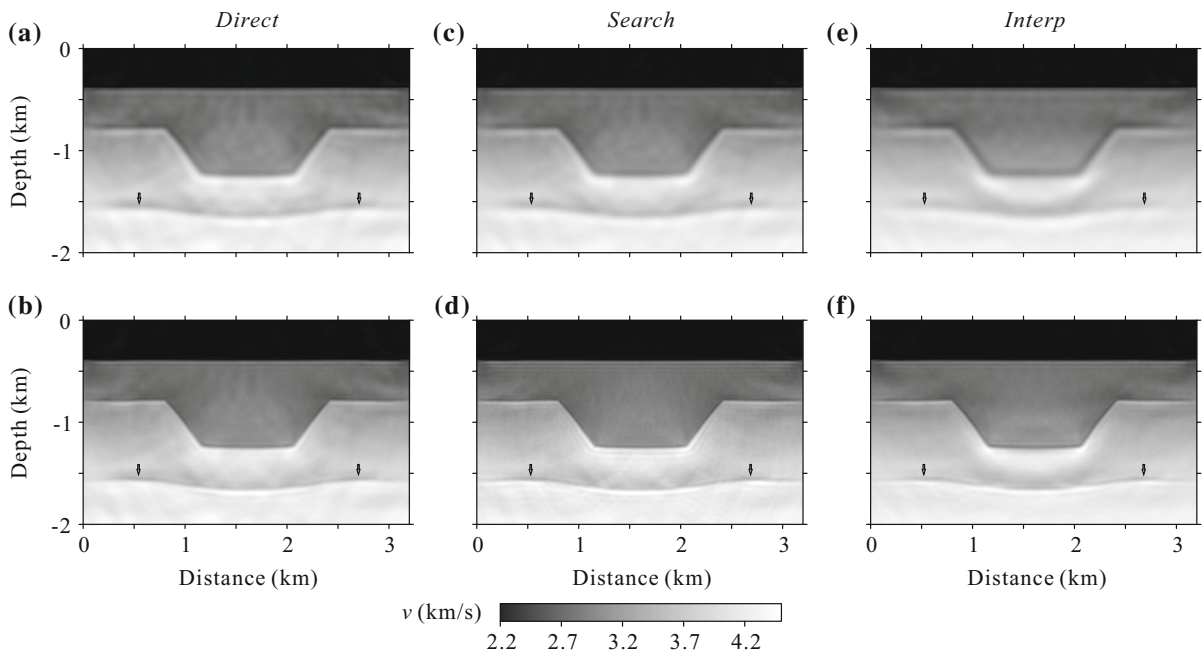 Direct Search Interp
(a) (c) (e)
0
-1
-2
Depth (km)
(b) (d) (f)
0
-1
-2
Depth (km)
0 1 2 3 0 1 2 3 0 1 2 3
Distance (km) Distance (km) Distance (km)
v (km/s)
2.2 2.7 3.2 3.7 4.2